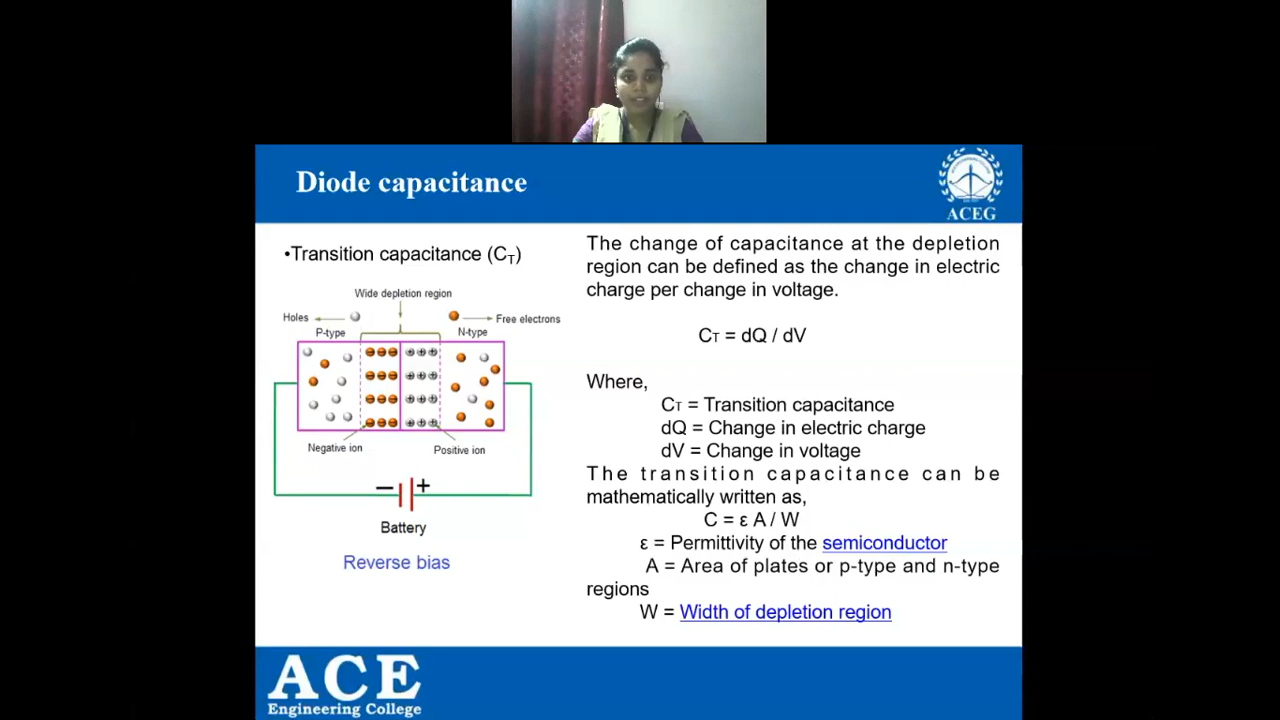 Diode capacitance
ACEG
•Transition capacitance (CT)
Wide depletion region
Holes
Free electrons
P-type
N-type
Negative ion
Positive ion
Battery
Reverse bias
The change of capacitance at the depletion
region can be defined as the change in electric
charge per change in voltage.
CT = dQ / dV
Where,
CT = Transition capacitance
dQ = Change in electric charge
dV = Change in voltage
The transition capacitance can be
mathematically written as,
C = ε A / W
ε = Permittivity of the semiconductor
A = Area of plates or p-type and n-type
regions
W = Width of depletion region
ACE
Engineering College